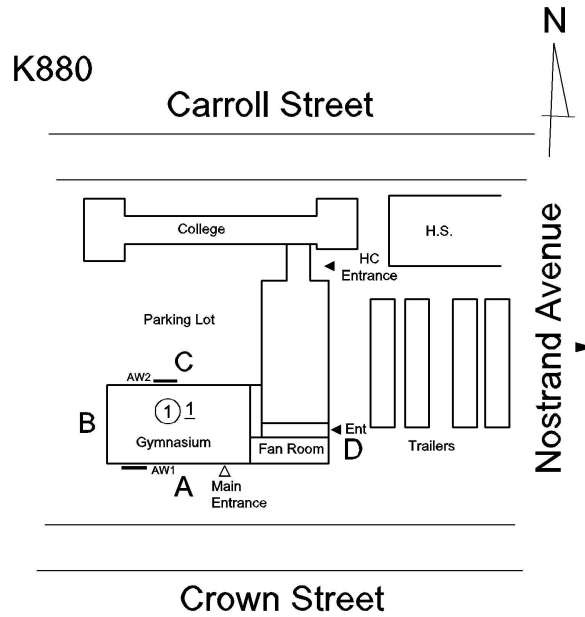 N
K880
Carroll Street
College
H.S.
HC
Entrance
Nostrand Avenue
Parking Lot
C
AW2
B
1 1
Gymnasium
Ent
Fan Room
D
Trailers
AW1
A
Main
Entrance
Crown Street